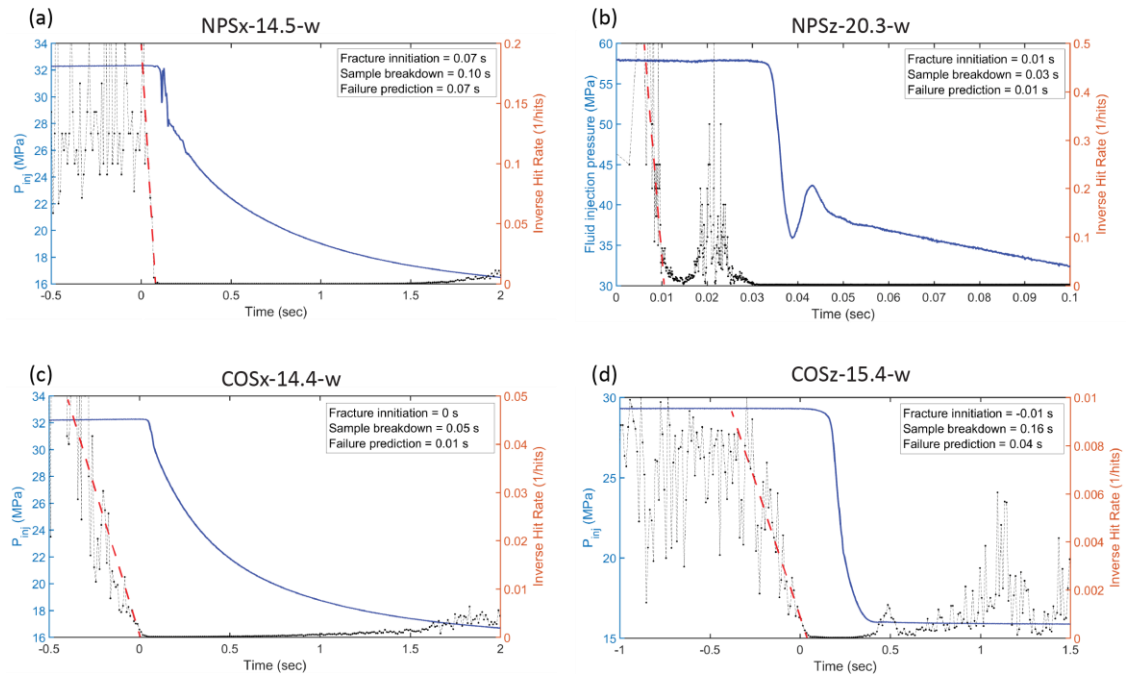 (a)
NPSx-14.5-w
34
32
30
28
26
24
22
20
18
16
P_inj (MPa)
-0.5
0
0.5
1
1.5
2
Time (sec)
0.2
0.15
0.1
0.05
0
Inverse Hit Rate (1/hits)
Fracture innitiation = 0.07 s
Sample breakdown = 0.10 s
Failure prediction = 0.07 s
(b)
NPSz-20.3-w
60
55
50
45
40
35
30
Fluid injection pressure (MPa)
0
0.01
0.02
0.03
0.04
0.05
0.06
0.07
0.08
0.09
0.1
Time (sec)
0.5
0.4
0.3
0.2
0.1
0
Inverse Hit Rate (1/hits)
Fracture innitiation = 0.01 s
Sample breakdown = 0.03 s
Failure prediction = 0.01 s
(c)
COSx-14.4-w
34
32
30
28
26
24
22
20
18
16
P_inj (MPa)
-0.5
0
0.5
1
1.5
2
Time (sec)
0.05
0.04
0.03
0.02
0.01
0
Inverse Hit Rate (1/hits)
Fracture innitiation = 0 s
Sample breakdown = 0.05 s
Failure prediction = 0.01 s
(d)
COSz-15.4-w
30
25
20
15
P_inj (MPa)
-1
-0.5
0
0.5
1
1.5
Time (sec)
0.01
0.008
0.006
0.004
0.002
0
Inverse Hit Rate (1/hits)
Fracture innitiation = -0.01 s
Sample breakdown = 0.16 s
Failure prediction = 0.04 s